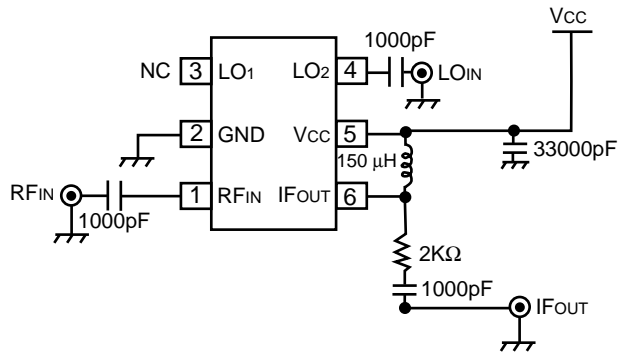 VCC
1000pF
NC 3 LO1 LO2 4 LOIN
2 GND VCC 5
150 μH
33000pF
RFIN 1 RFIN IFOUT 6
1000pF
2KΩ
1000pF
IFOUT